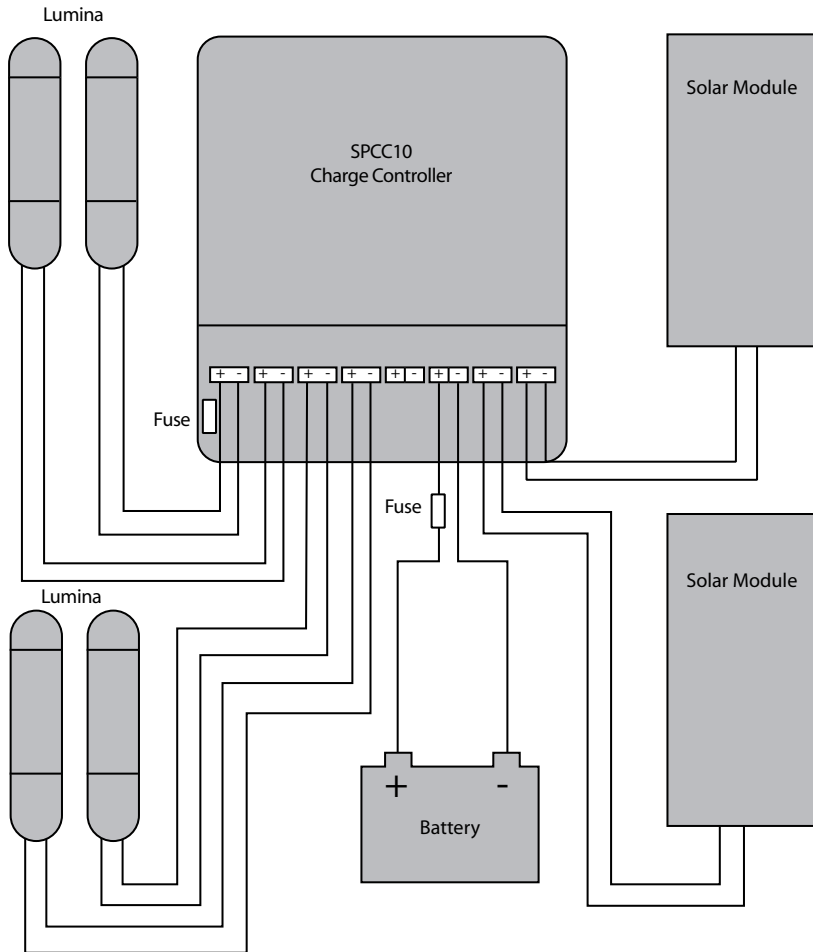 Lumina
SPCC10
Charge Controller
Solar Module
+ - + - + - + - + - + - + - + -
Fuse
Fuse
Solar Module
Lumina
+ -
Battery